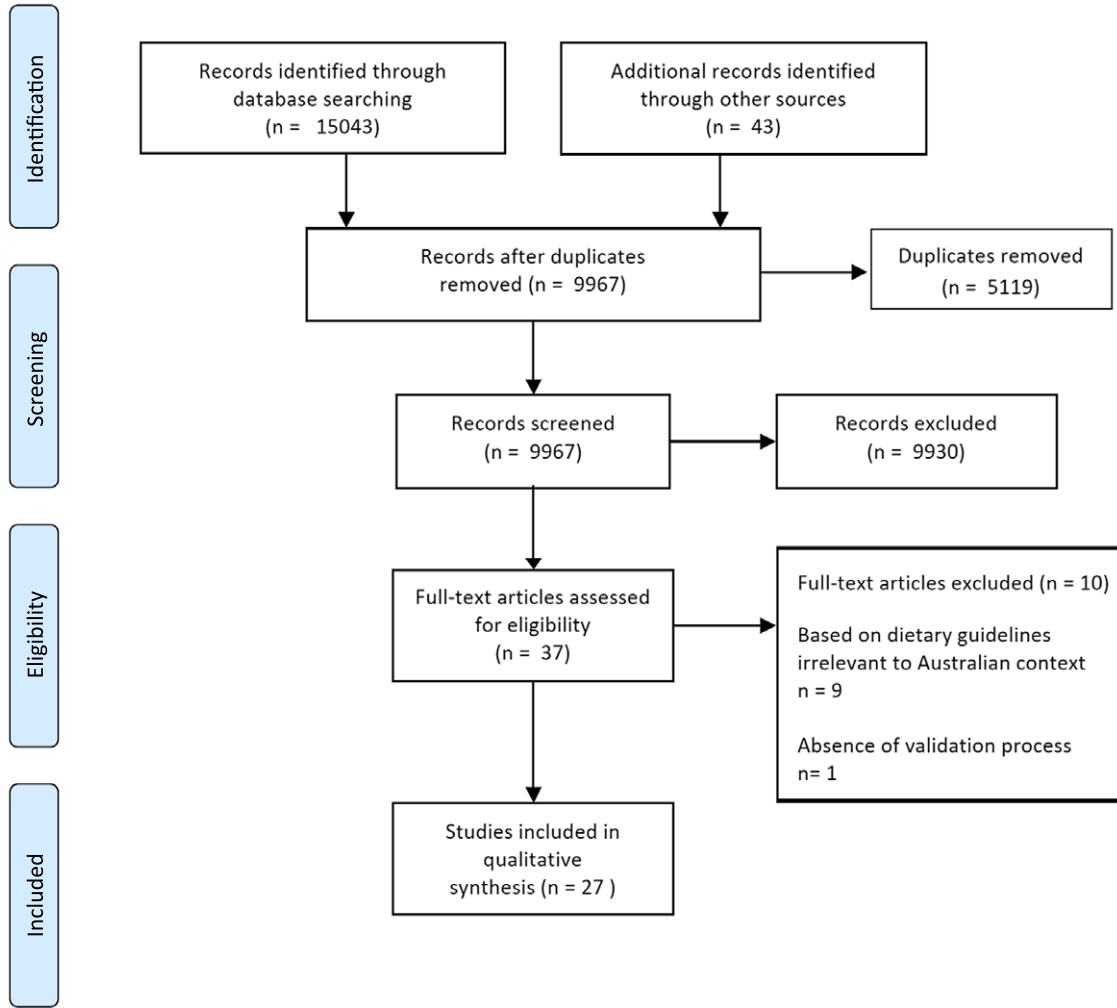 Identification
Records identified through
database searching
(n = 15043)
Additional records identified
through other sources
(n = 43)
Records after duplicates
removed (n = 9967)
Duplicates removed
(n = 5119)
Screening
Records screened
(n = 9967)
Records excluded
(n = 9930)
Eligibility
Full-text articles assessed
for eligibility
(n = 37)
Full-text articles excluded (n = 10)
Based on dietary guidelines
irrelevant to Australian context
n = 9
Absence of validation process
n= 1
Included
Studies included in
qualitative
synthesis (n = 27 )